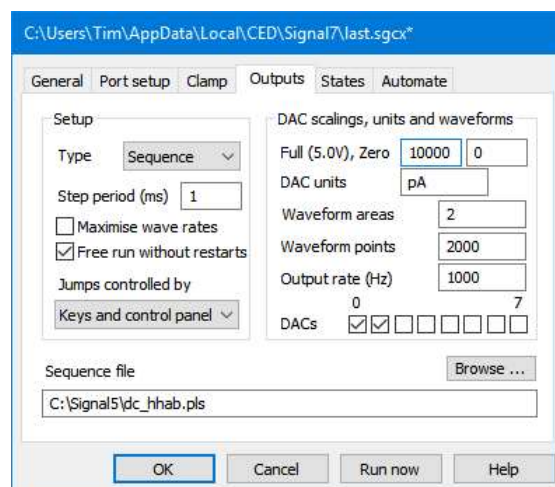 C:\Users\Tim\AppData\Local\CED\Signal7\last.sgcx*
General Port setup Clamp Outputs States Automate
Setup
Type Sequence
Step period (ms) 1
Maximise wave rates
Free run without restarts
Jumps controlled by
Keys and control panel
DAC scalings, units and waveforms
Full (5.0V), Zero 10000 0
DAC units pA
Waveform areas 2
Waveform points 2000
Output rate (Hz) 1000
0 7
DACs
Sequence file
Browse ...
C:\Signal5\dc_hhab.pls
OK Cancel Run now Help